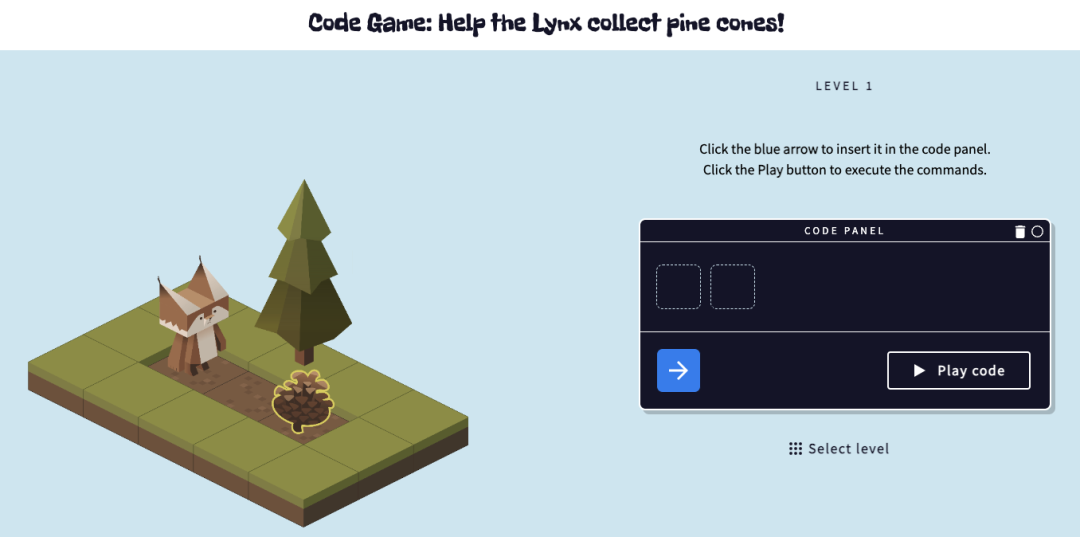 Code Game: Help the Lynx collect pine cones!
LEVEL 1
Click the blue arrow to insert it in the code panel.
Click the Play button to execute the commands.
CODE PANEL
Play code
Select level